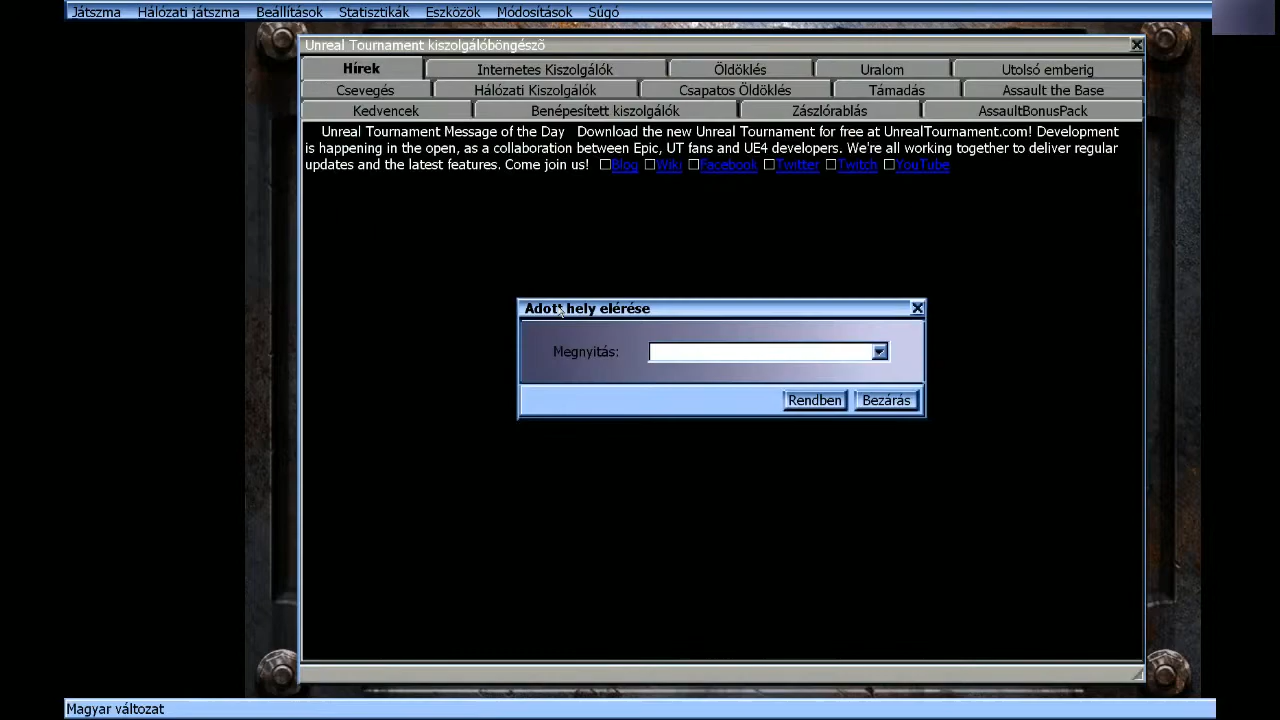 Játszma Hálózati játszma Beállítások Statisztikák Eszközök Módosítások Súgó
Unreal Tournament kiszolgálóböngészõ
Hírek Internetes Kiszolgálók Öldöklés Uralom Utolsó emberig
Csevegés Hálózati Kiszolgálók Csapatos Öldöklés Támadás Assault the Base
Kedvencek Benépesített kiszolgálók Zászlórablás AssaultBonusPack
Unreal Tournament Message of the Day Download the new Unreal Tournament for free at UnrealTournament.com! Development
is happening in the open, as a collaboration between Epic, UT fans and UE4 developers. We're all working together to deliver regular
updates and the latest features. Come join us! Blog Wiki Facebook Twitter Twitch YouTube
Adott hely elérése
Megnyitás:
Rendben Bezárás
Magyar változat